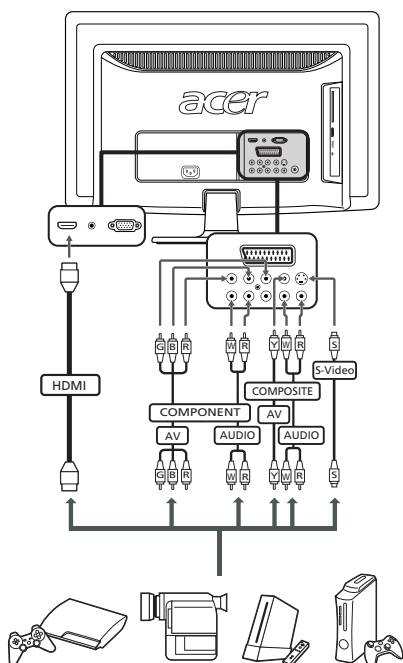 acer
G B R
W R
Y W R
S
HDMI
S-Video
COMPONENT
COMPOSITE
AV
AUDIO
AV
AUDIO
G B R
W R
Y W R
S